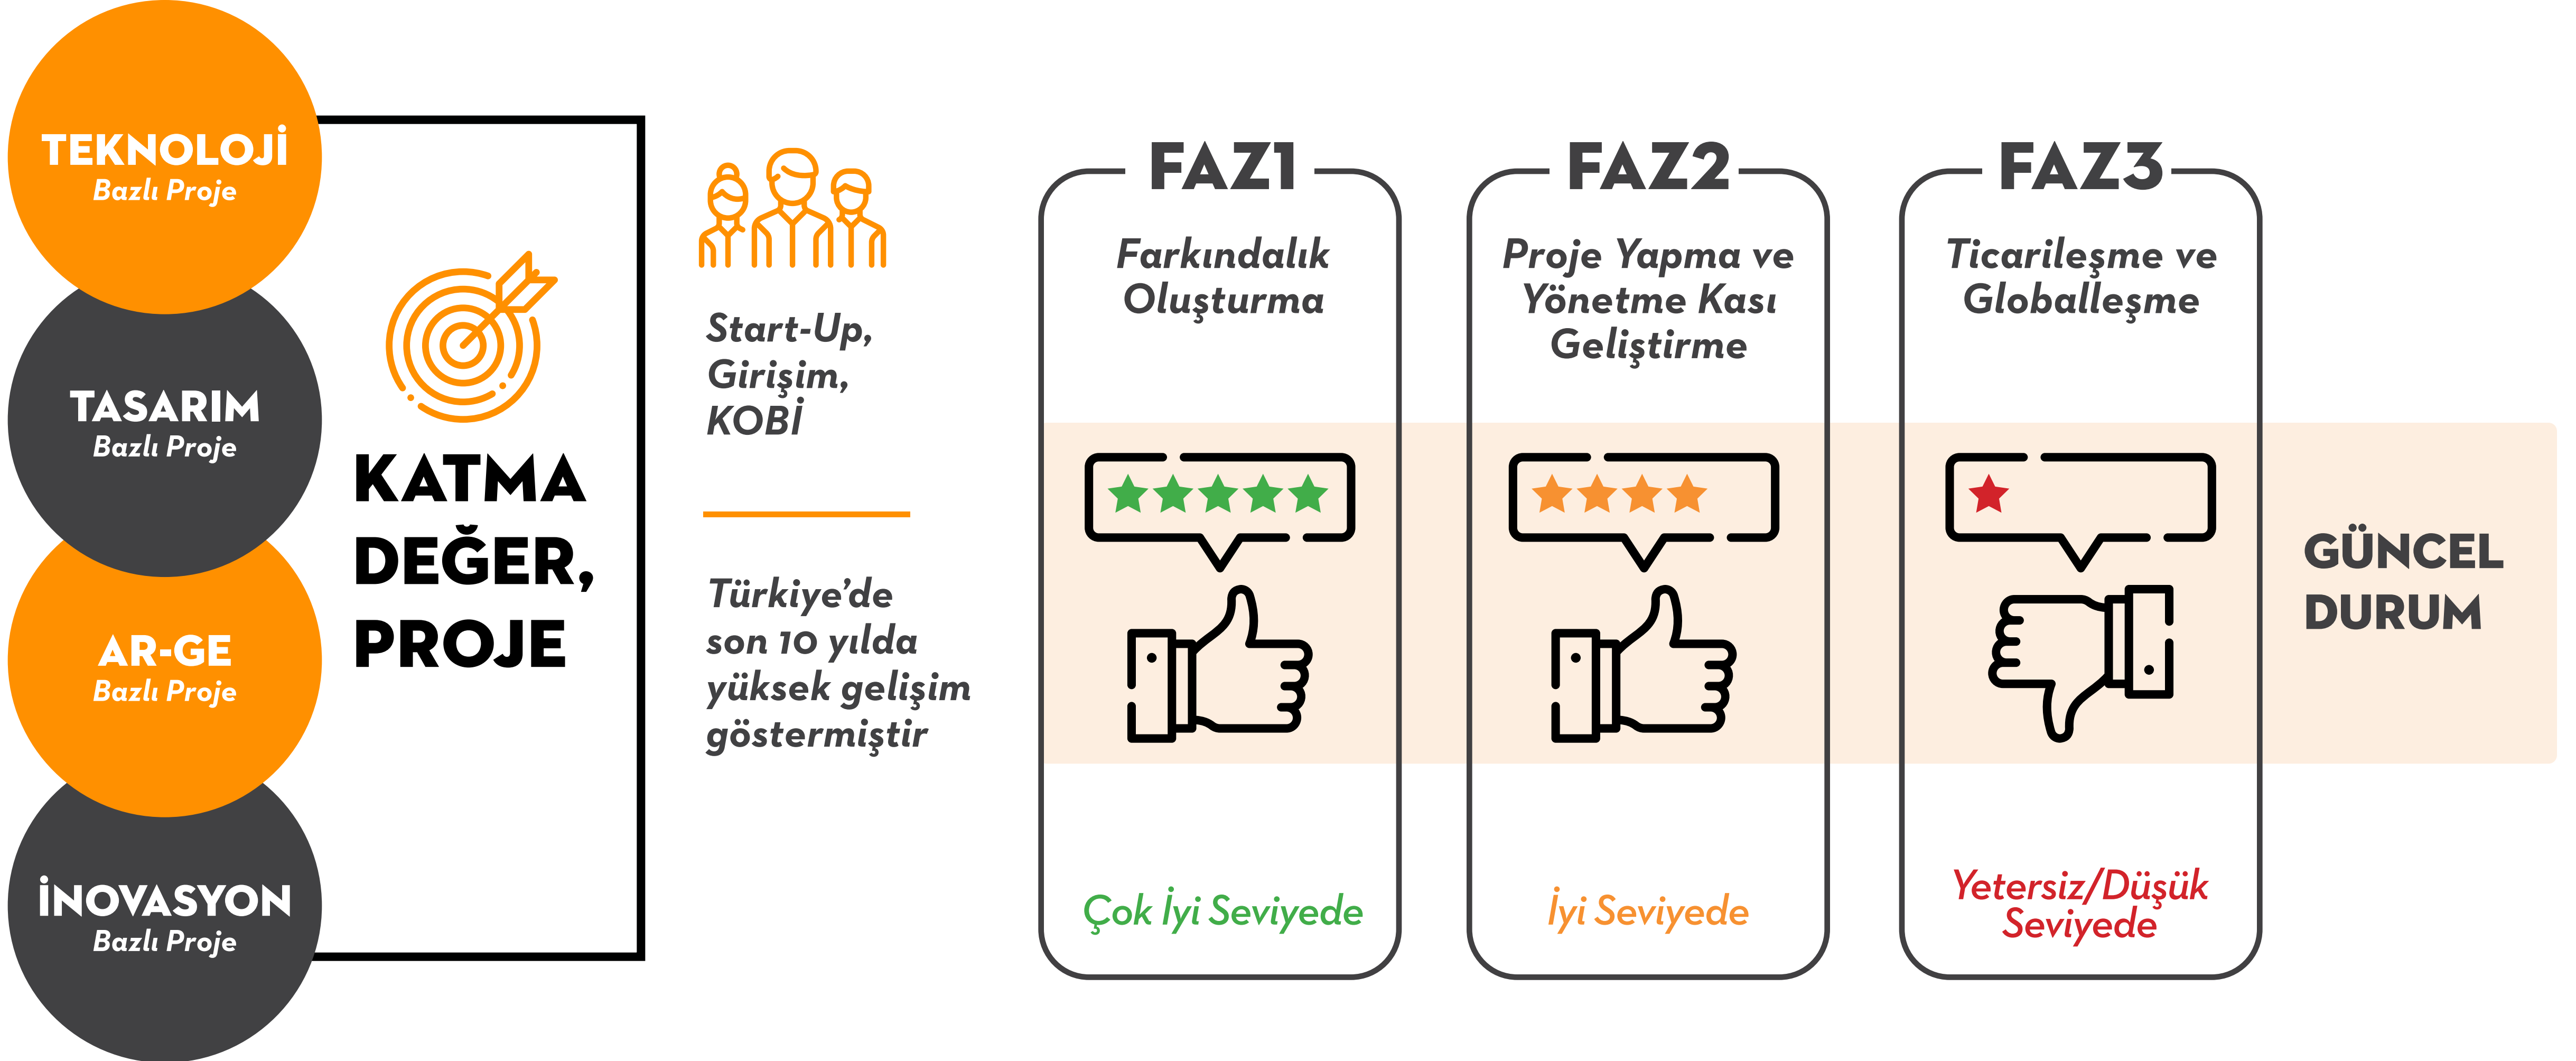 TEKNOLOJİ
Bazlı Proje
TASARIM
Bazlı Proje
AR-GE
Bazlı Proje
İNOVASYON
Bazlı Proje
KATMA
DEĞER,
PROJE
Start-Up,
Girişim,
KOBİ
Türkiye’de
son 10 yılda
yüksek gelişim
göstermiştir
FAZ1
Farkındalık
Oluşturma
Çok İyi Seviyede
FAZ2
Proje Yapma ve
Yönetme Kası
Geliştirme
İyi Seviyede
FAZ3
Ticarileşme ve
Globalleşme
Yetersiz/Düşük
Seviyede
GÜNCEL
DURUM